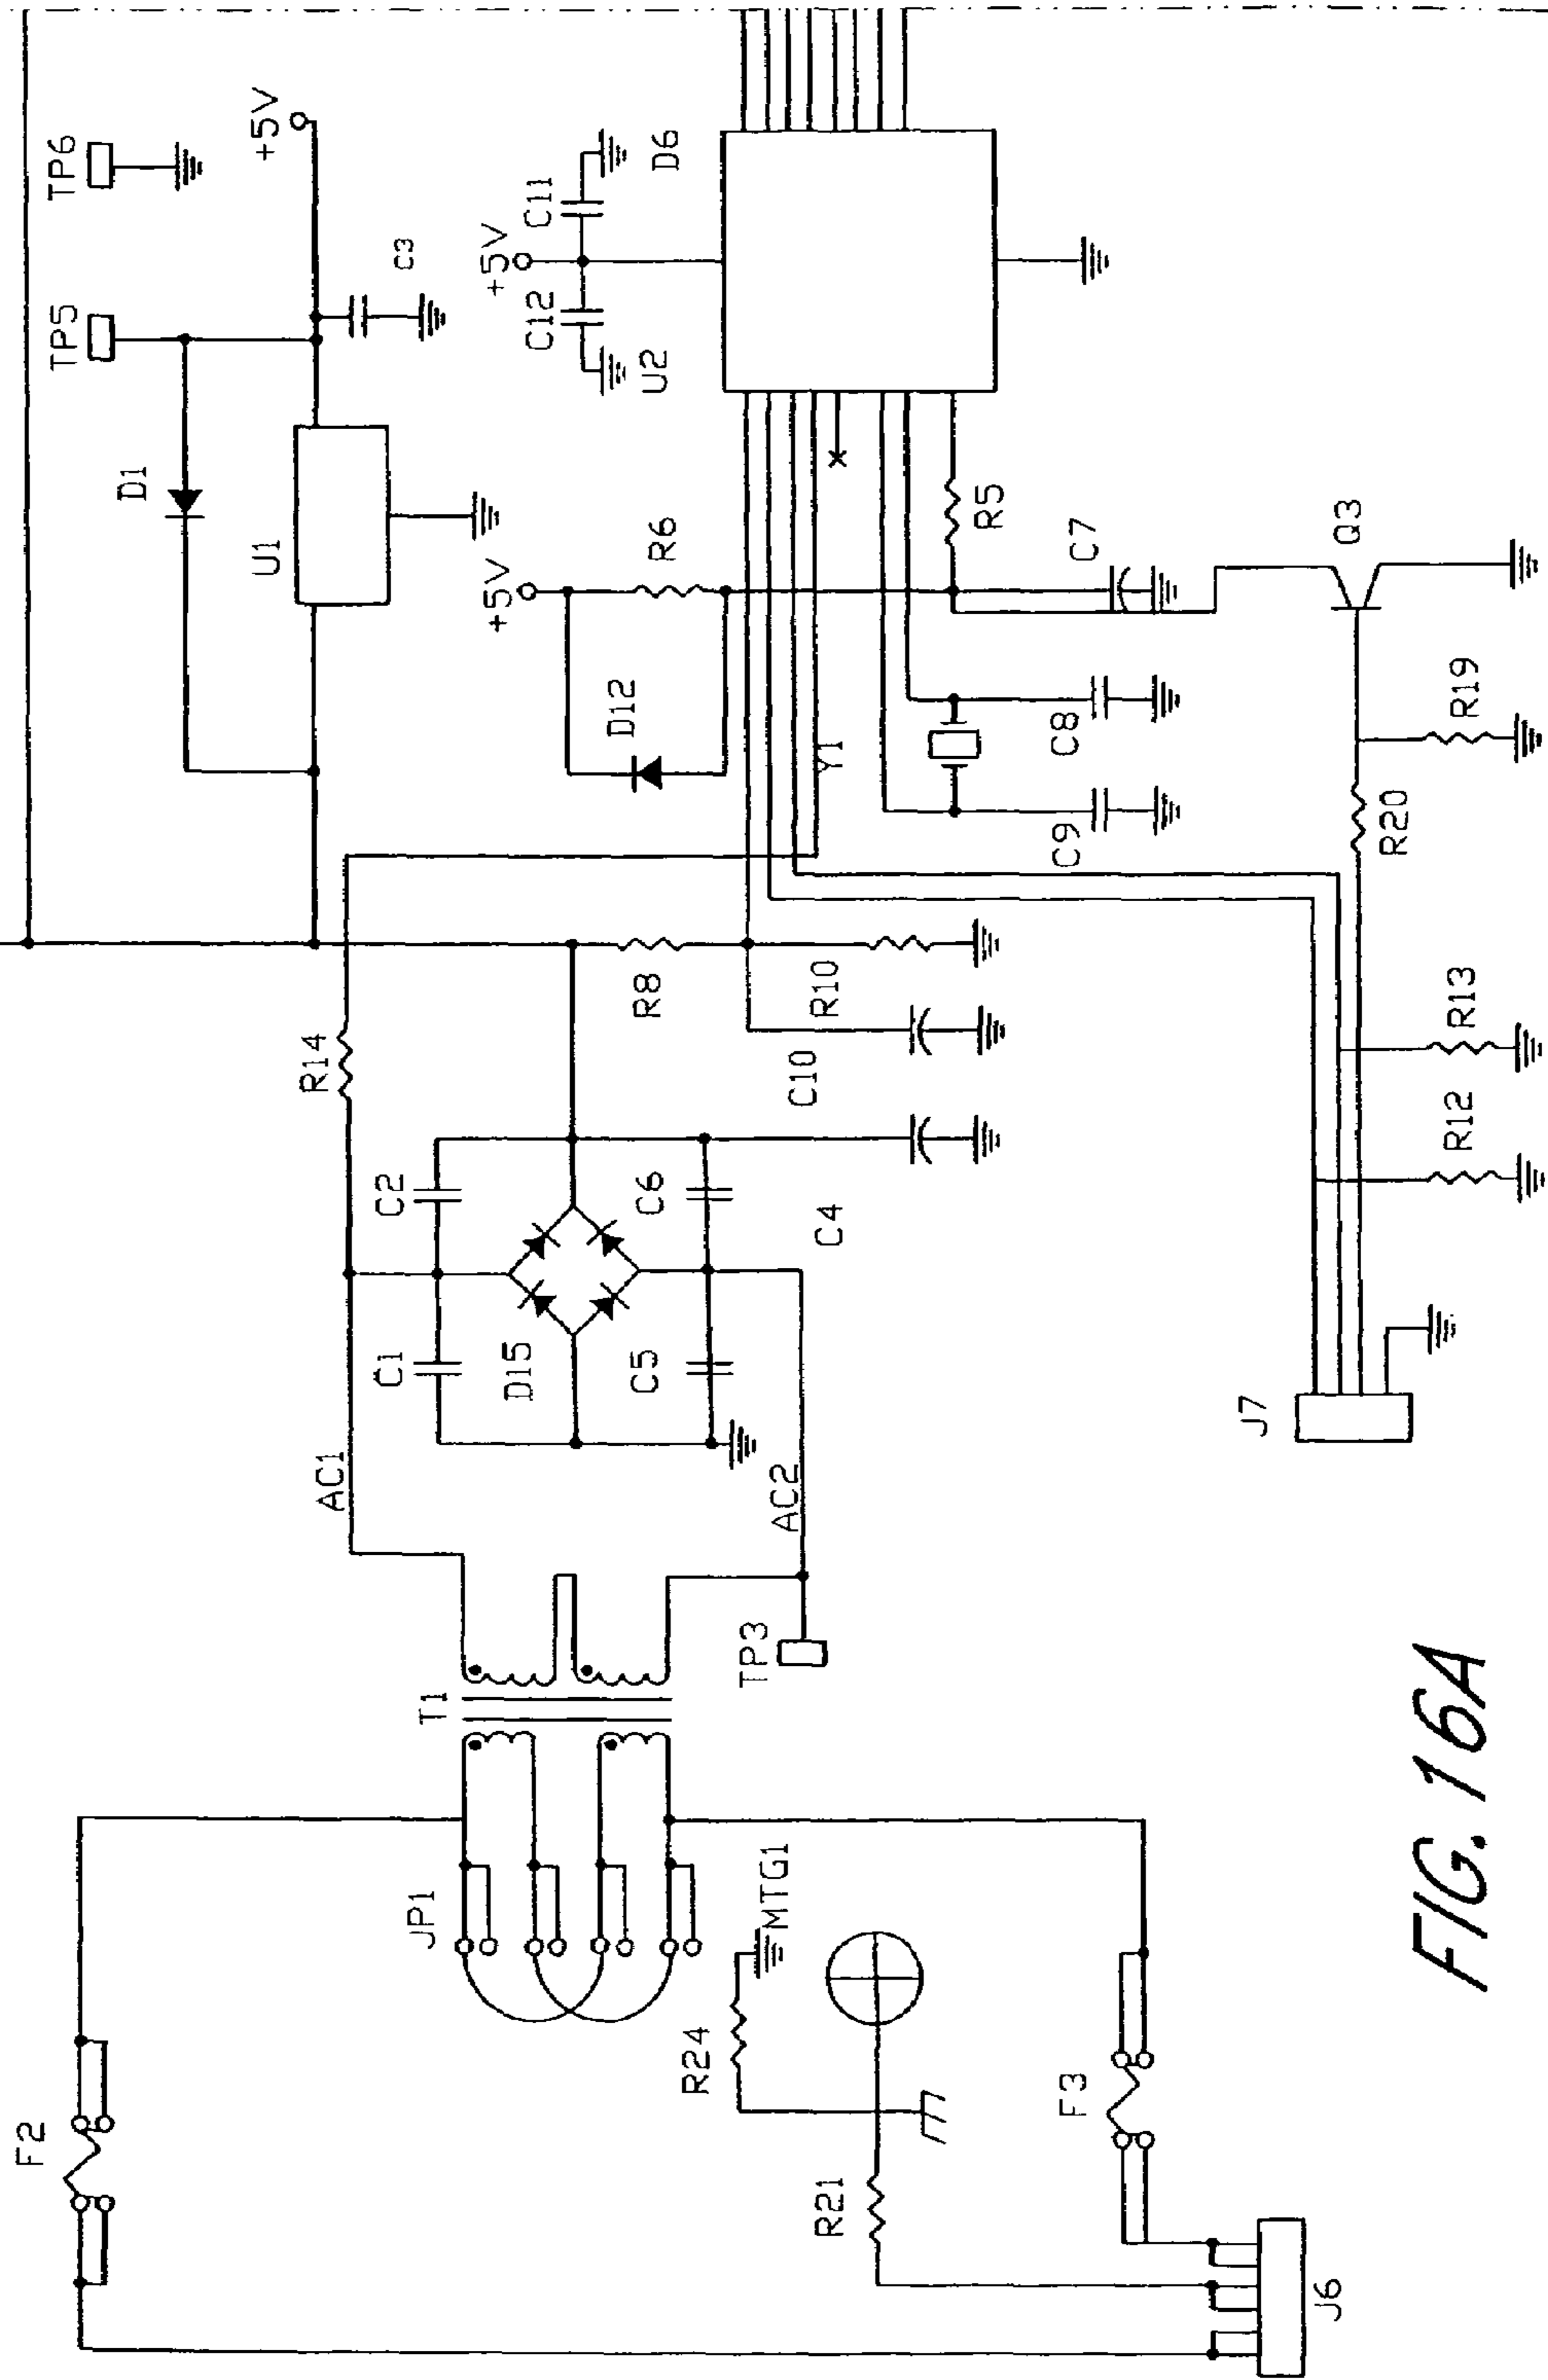 TP6
+5V
TP5
C3
D1
U1
D6
C11
+5V
C12
U2
R6
+5V
D12
R5
C7
Q3
Y1
C8
C9
R19
R20
R14
R8
R10
C10
C2
C6
C4
C1
D15
C5
R13
R12
J7
AC1
AC2
T1
TP3
JP1
MTG1
R24
F2
R21
F3
J6
FIG. 16A